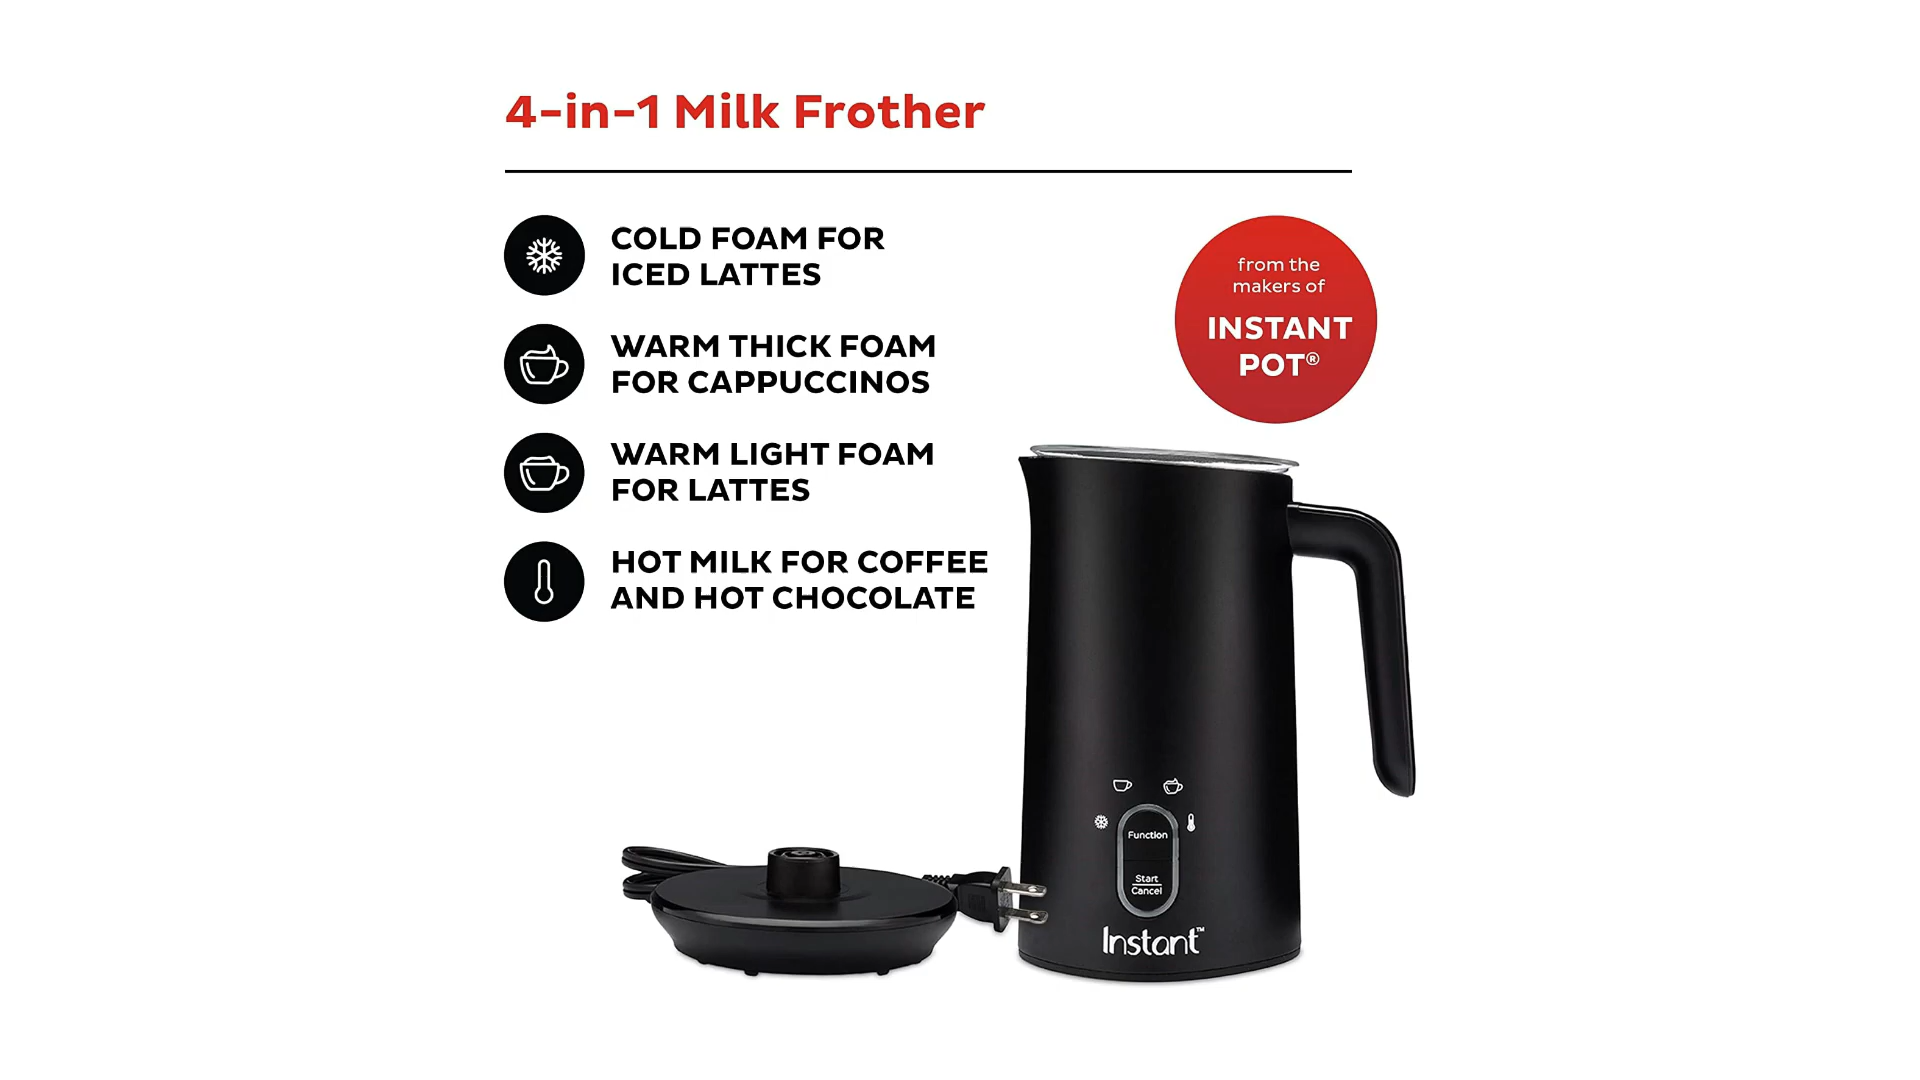 4-in-1 Milk Frother
COLD FOAM FOR
ICED LATTES
WARM THICK FOAM
FOR CAPPUCCINOS
WARM LIGHT FOAM
FOR LATTES
HOT MILK FOR COFFEE
AND HOT CHOCOLATE
from the
makers of
INSTANT
POT®
Function
Start
Cancel
Instant™